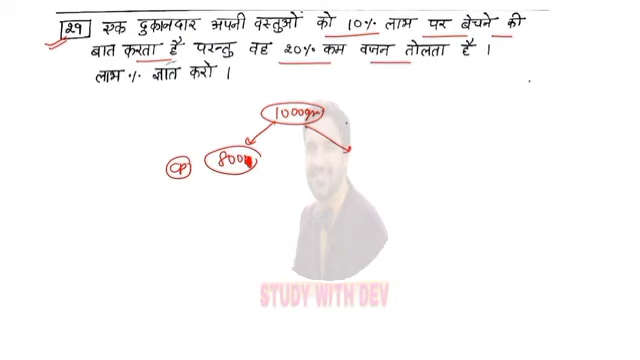 29 एक दुकानदार अपनी वस्तुओं को 10% लाभ पर बेचने की
बात करता है परन्तु वह 20% कम वजन तोलता है ।
लाभ % ज्ञात करो ।
1000gm
CP 800
STUDY WITH DEV